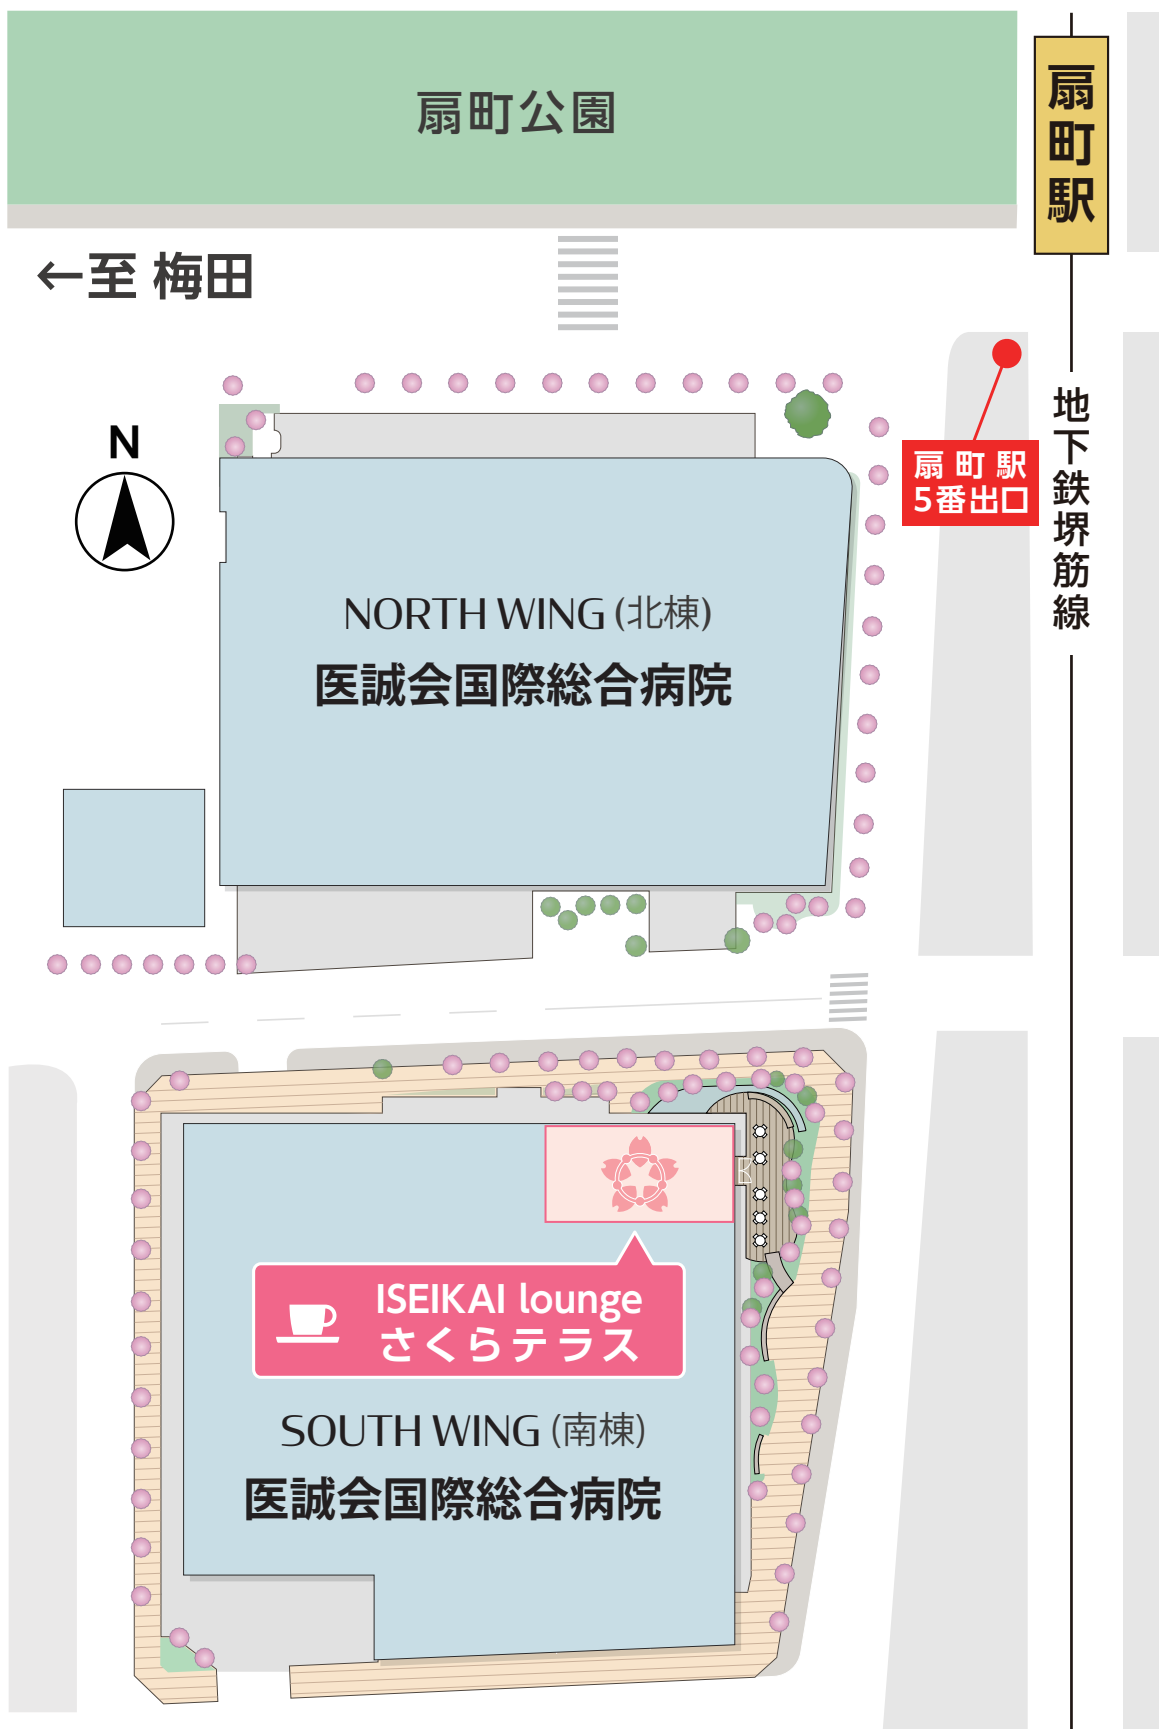 扇町公園
扇町駅
←至 梅田
地下鉄堺筋線
N
扇町駅
5番出口
NORTH WING (北棟)
医誠会国際総合病院
ISEIKAI lounge
さくらテラス
SOUTH WING (南棟)
医誠会国際総合病院